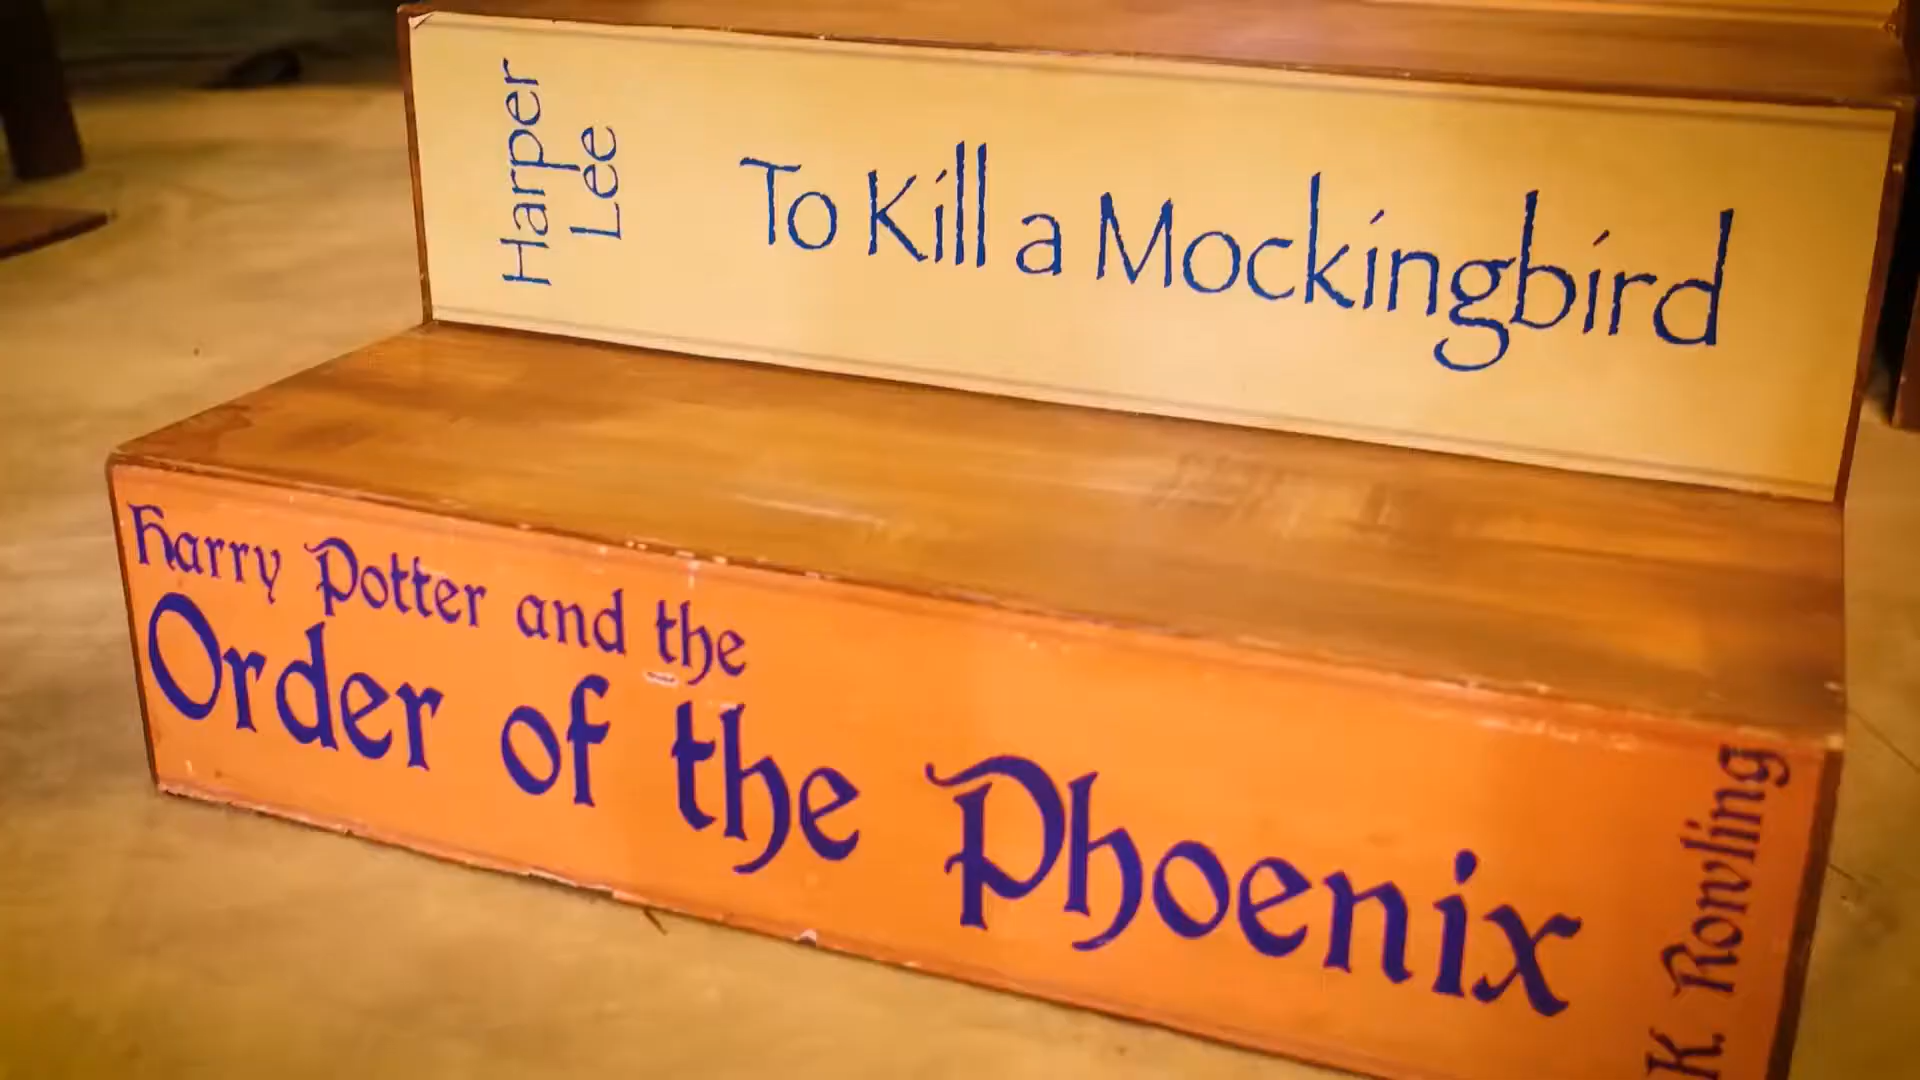 Harper
Lee
To Kill a Mockingbird
Harry Potter and the
Order of the Phoenix
K. Rowling